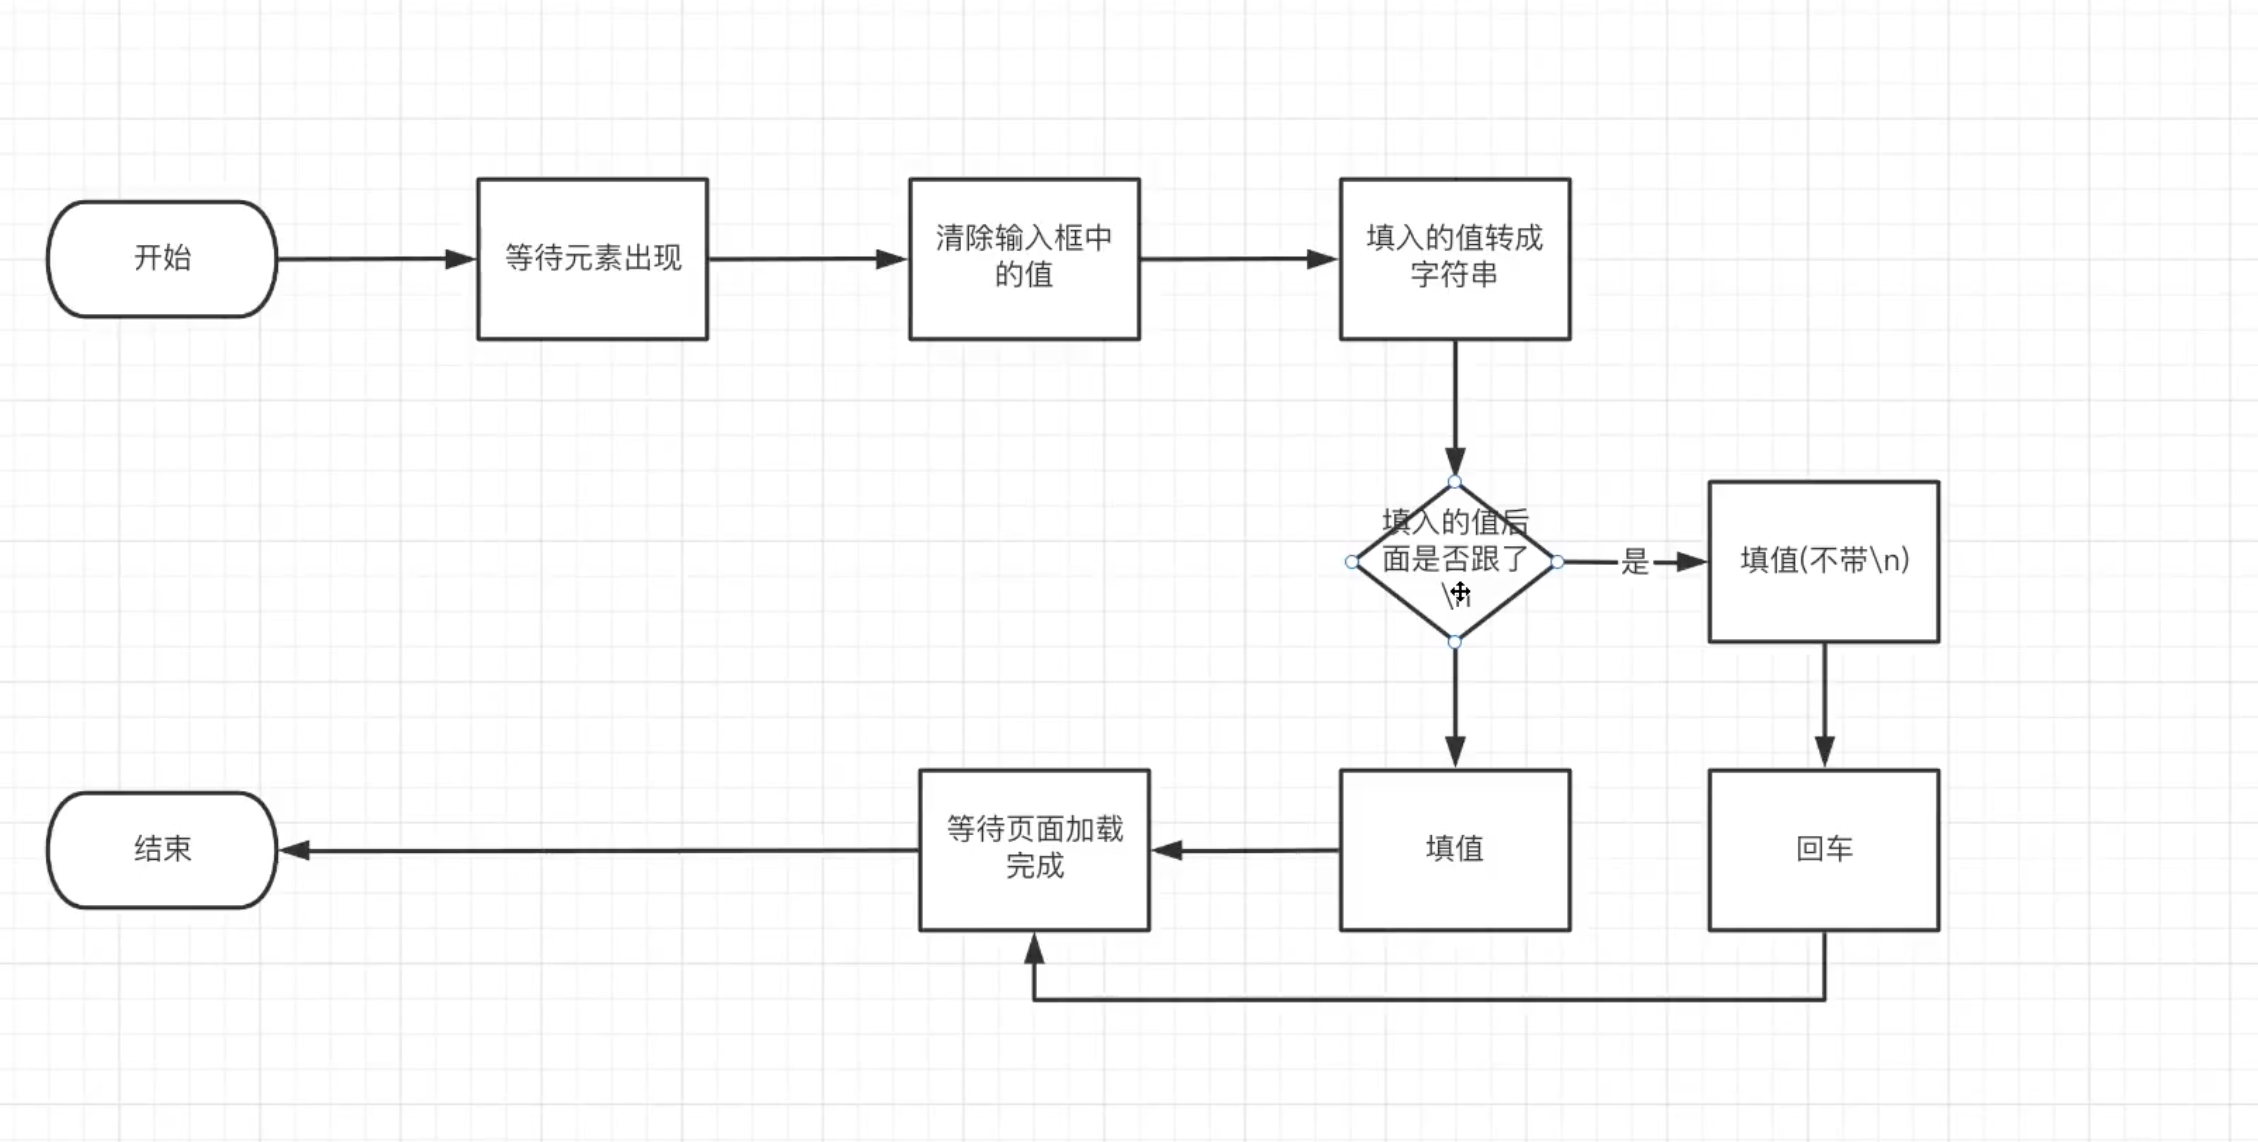 开始
等待元素出现
清除输入框中
的值
填入的值转成
字符串
填入的值后
面是否跟了
\n
是
填值(不带\n)
结束
等待页面加载
完成
填值
回车